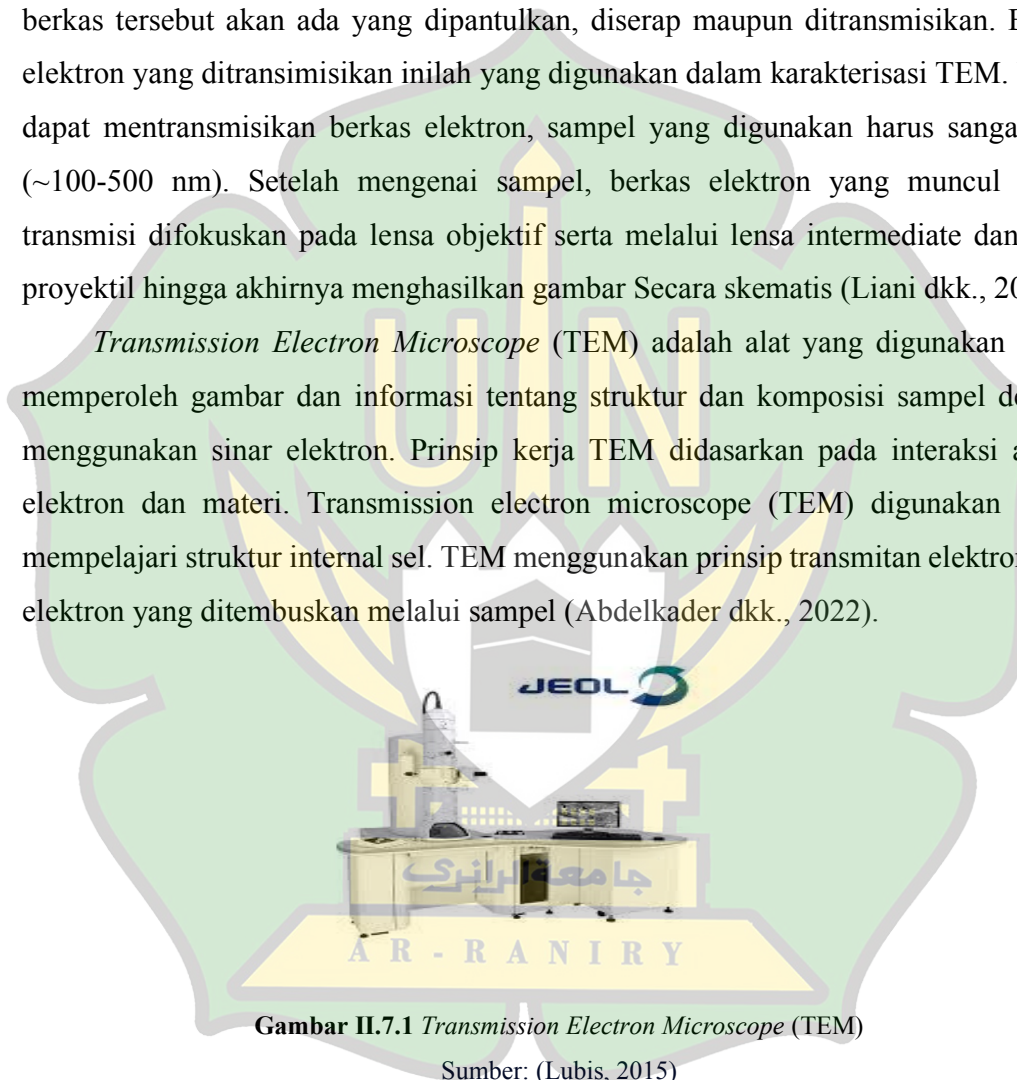 berkas tersebut akan ada yang dipantulkan, diserap maupun ditransmisikan.
elektron yang ditransimisikan inilah yang digunakan dalam karakterisasi TEM.
dapat mentransmisikan berkas elektron, sampel yang digunakan harus
(~100-500 nm). Setelah mengenai sampel, berkas elektron yang muncul
transmisi difokuskan pada lensa objektif serta melalui lensa intermediate dan
proyektil hingga akhirnya menghasilkan gambar Secara skematis (Liani dkk.,
Transmission Electron Microscope (TEM) adalah alat yang digunakan
memperoleh gambar dan informasi tentang struktur dan komposisi sampel
menggunakan sinar elektron. Prinsip kerja TEM didasarkan pada interaksi
elektron dan materi. Transmission electron microscope (TEM) digunakan
mempelajari struktur internal sel. TEM menggunakan prinsip transmitan elektron
elektron yang ditembuskan melalui sampel (Abdelkader dkk., 2022).
UIN
JEOL
جامعة الرانري
AR-RANIRY
Gambar II.7.1 Transmission Electron Microscope (TEM)
Sumber: (Lubis, 2015)